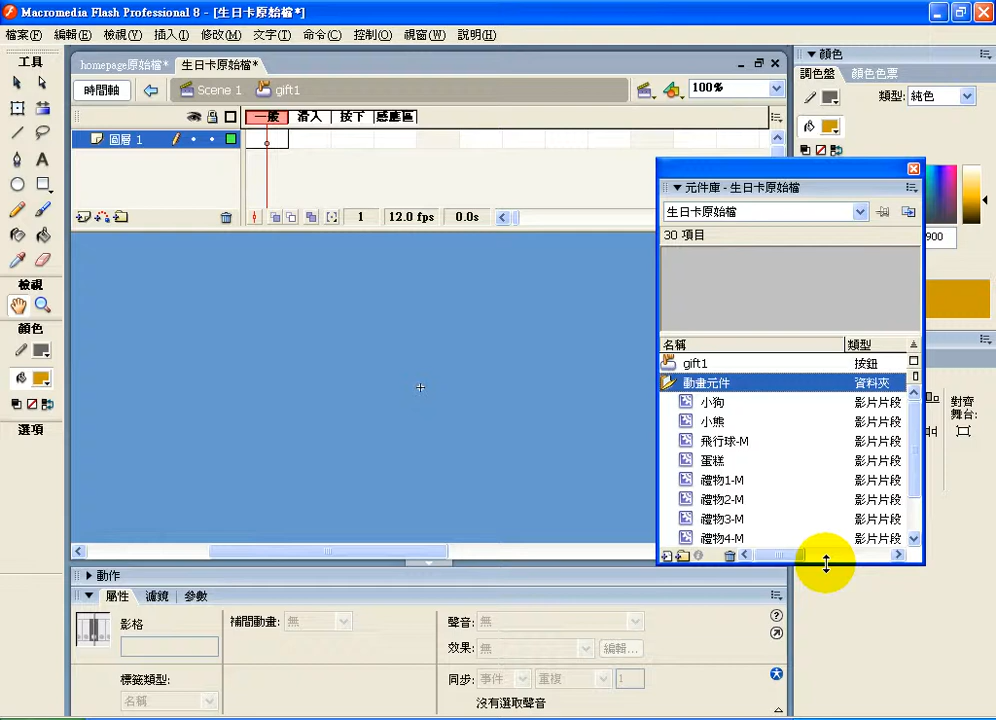 Macromedia Flash Professional 8 - [生日卡原始檔*]
檔案(F) 編輯(E) 檢視(V) 插入(I) 修改(M) 文字(T) 命令(C) 控制(O) 視窗(W) 說明(H)
工具
homepage原始檔* 生日卡原始檔*
時間軸 Scene 1 gift1 100%
一般 滑入 按下 感應區
圖層 1
1 12.0 fps 0.0s
檢視
顏色
選項
顏色
調色盤 顏色色票
類型: 純色
900
元件庫 - 生日卡原始檔
生日卡原始檔
30 項目
名稱 類型
gift1 按鈕
動畫元件 資料夾
小狗 影片片段
小熊 影片片段
飛行球-M 影片片段
蛋糕 影片片段
禮物1-M 影片片段
禮物2-M 影片片段
禮物3-M 影片片段
禮物4-M 影片片段
對齊
舞台:
動作
屬性 濾鏡 參數
影格
補間動畫: 無
聲音: 無
效果: 無 編輯...
標籤類型:
名稱
同步: 事件 重複 1
沒有選取聲音